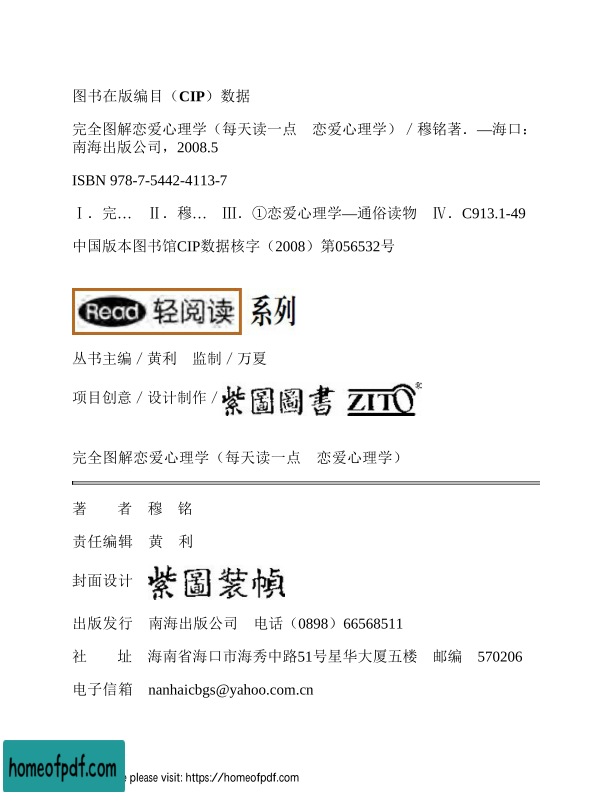 图书在版编目（CIP）数据
完全图解恋爱心理学（每天读一点　恋爱心理学）／穆铭著．—海口：
南海出版公司，2008.5
ISBN 978-7-5442-4113-7
Ⅰ．完…　Ⅱ．穆…　Ⅲ．①恋爱心理学—通俗读物　Ⅳ．C913.1-49
中国版本图书馆CIP数据核字（2008）第056532号
Read 轻阅读 系列
丛书主编／黄利　监制／万夏
项目创意／设计制作／紫圖圖書 ZITO
完全图解恋爱心理学（每天读一点　恋爱心理学）
著　　者　穆　铭
责任编辑　黄　利
封面设计　紫圖装幀
出版发行　南海出版公司　电话（0898）66568511
社　　址　海南省海口市海秀中路51号星华大厦五楼　邮编　570206
电子信箱　nanhaicbgs@yahoo.com.cn
homeofpdf.com
please visit: https://homeofpdf.com